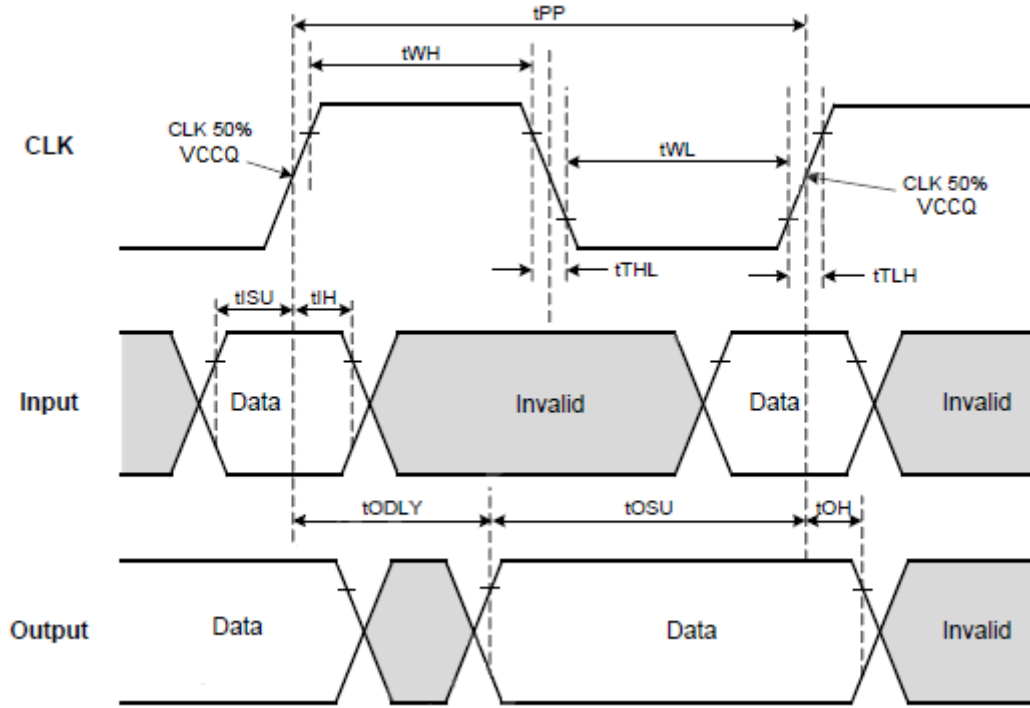 tPP
tWH
CLK
CLK 50%
VCCQ
tWL
CLK 50%
VCCQ
tTHL
tTLH
tISU
tIH
Input
Data
Invalid
Data
Invalid
tODLY
tOSU
tOH
Output
Data
Data
Invalid